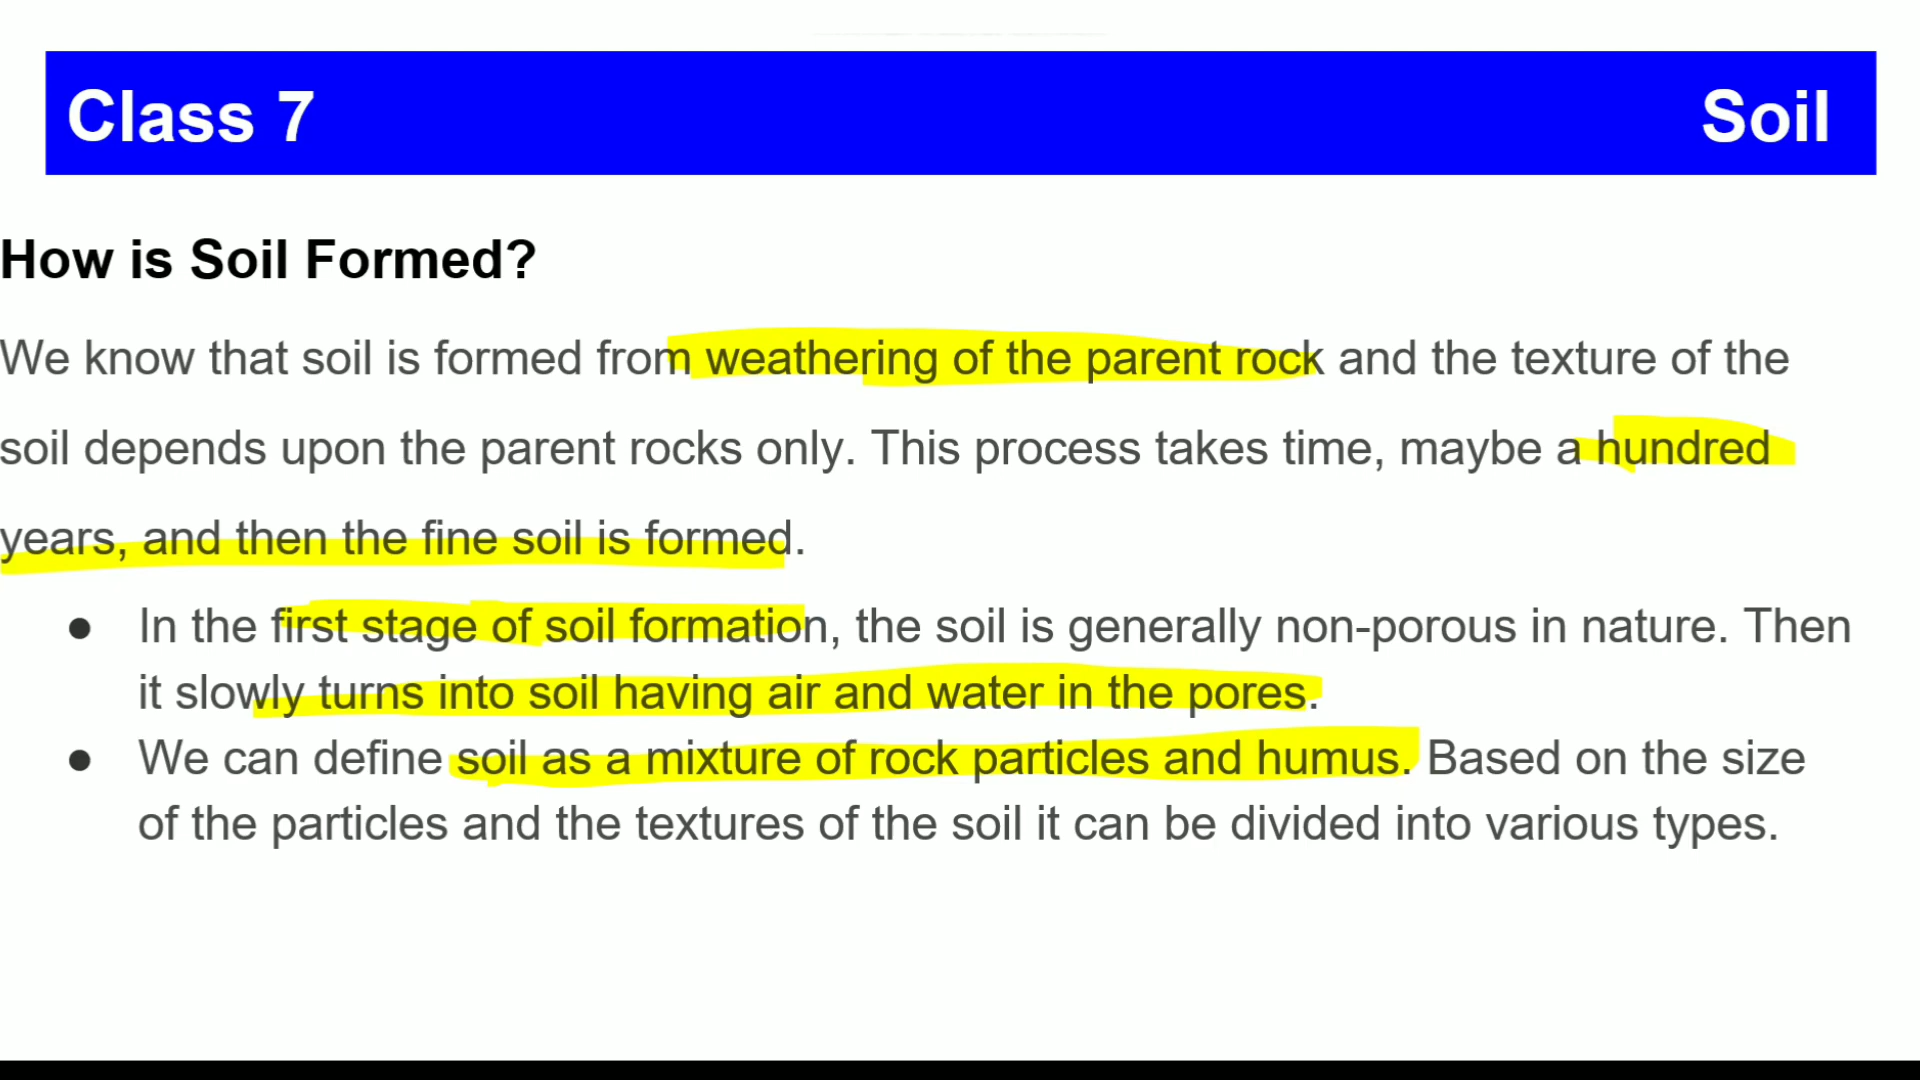 Class 7 Soil
How is Soil Formed?
We know that soil is formed from weathering of the parent rock and the texture of the
soil depends upon the parent rocks only. This process takes time, maybe a hundred
years, and then the fine soil is formed.
● In the first stage of soil formation, the soil is generally non-porous in nature. Then
it slowly turns into soil having air and water in the pores.
● We can define soil as a mixture of rock particles and humus. Based on the size
of the particles and the textures of the soil it can be divided into various types.